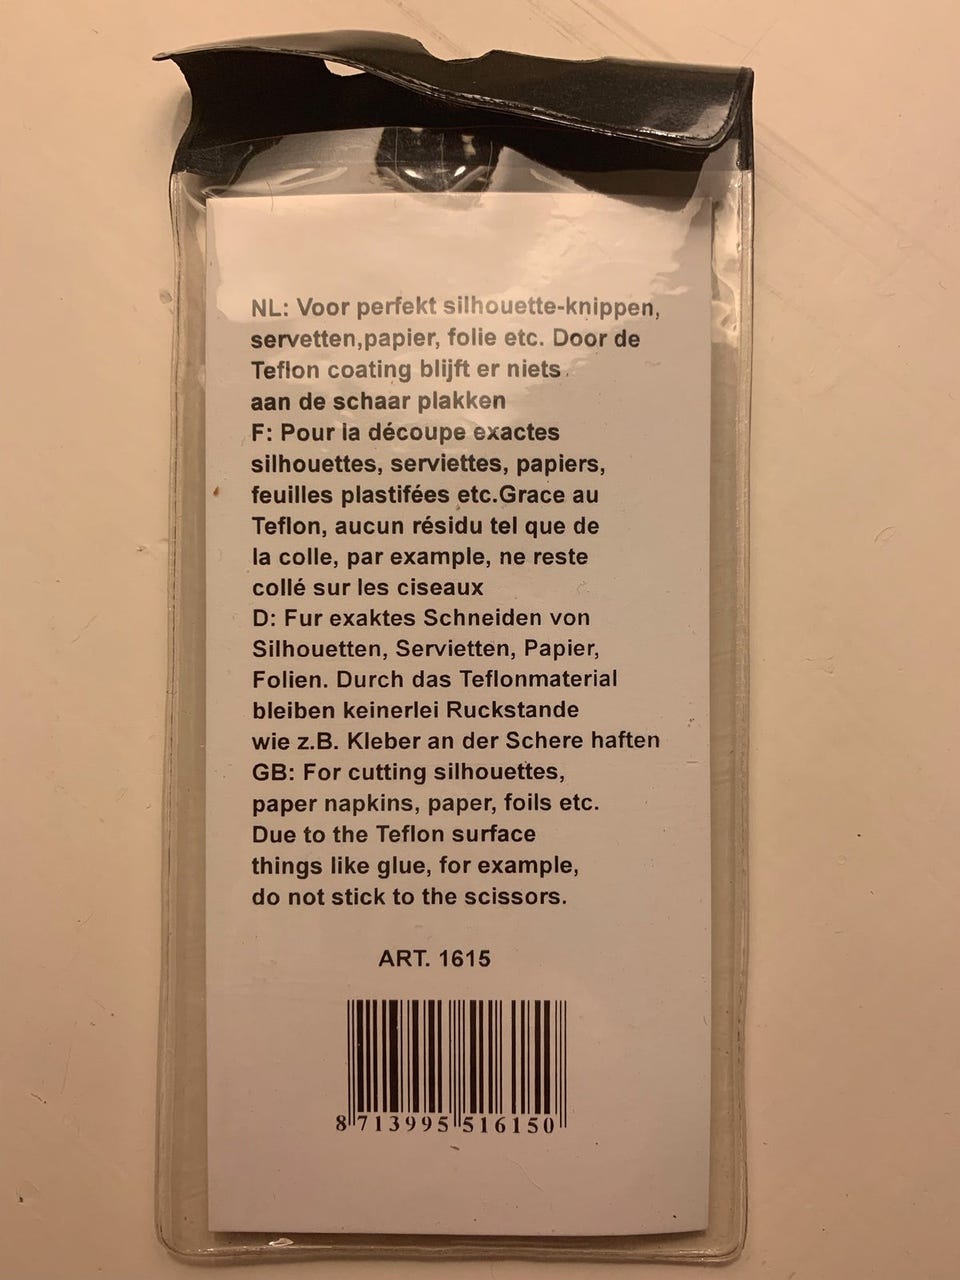 NL: Voor perfekt silhouette-knippen,
servetten,papier, folie etc. Door de
Teflon coating blijft er niets
aan de schaar plakken
F: Pour la découpe exactes
silhouettes, serviettes, papiers,
feuilles plastifées etc.Grace au
Teflon, aucun résidu tel que de
la colle, par example, ne reste
collé sur les ciseaux
D: Fur exaktes Schneiden von
Silhouetten, Servietten, Papier,
Folien. Durch das Teflonmaterial
bleiben keinerlei Ruckstande
wie z.B. Kleber an der Schere haften
GB: For cutting silhouettes,
paper napkins, paper, foils etc.
Due to the Teflon surface
things like glue, for example,
do not stick to the scissors.
ART. 1615
8 713995 516150